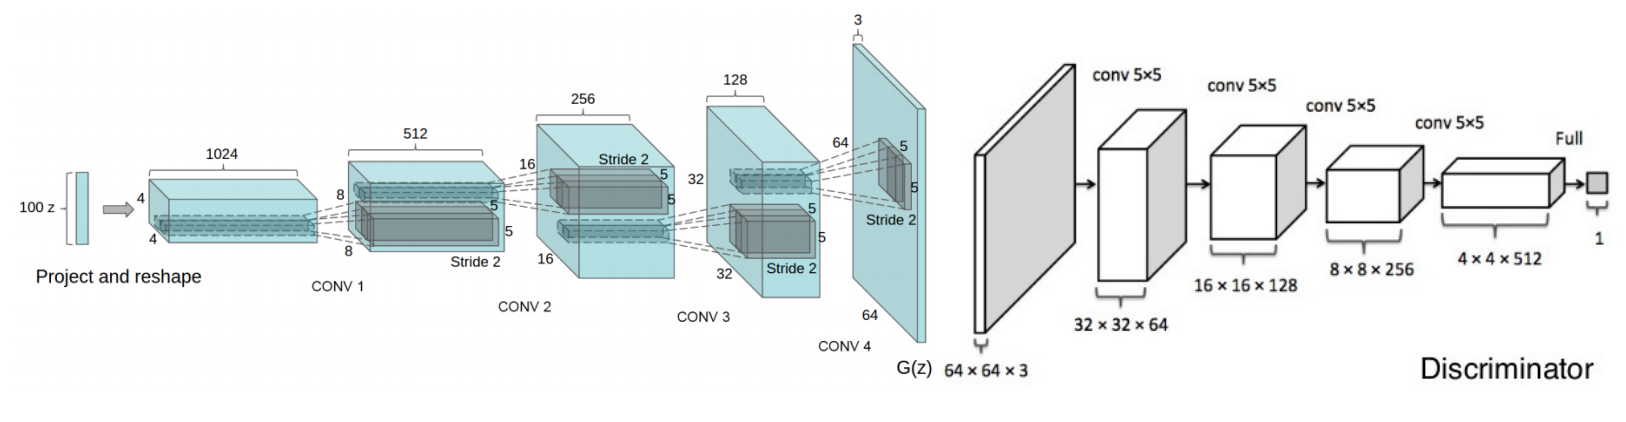 100 z
Project and reshape
1024
4
4
CONV 1
512
8
8
5
5
Stride 2
CONV 2
256
16
16
Stride 2
5
5
CONV 3
128
32
32
5
5
Stride 2
CONV 4
3
64
64
5
5
Stride 2
G(z)
64 × 64 × 3
conv 5×5
32 × 32 × 64
conv 5×5
16 × 16 × 128
conv 5×5
8 × 8 × 256
conv 5×5
4 × 4 × 512
Full
1
Discriminator